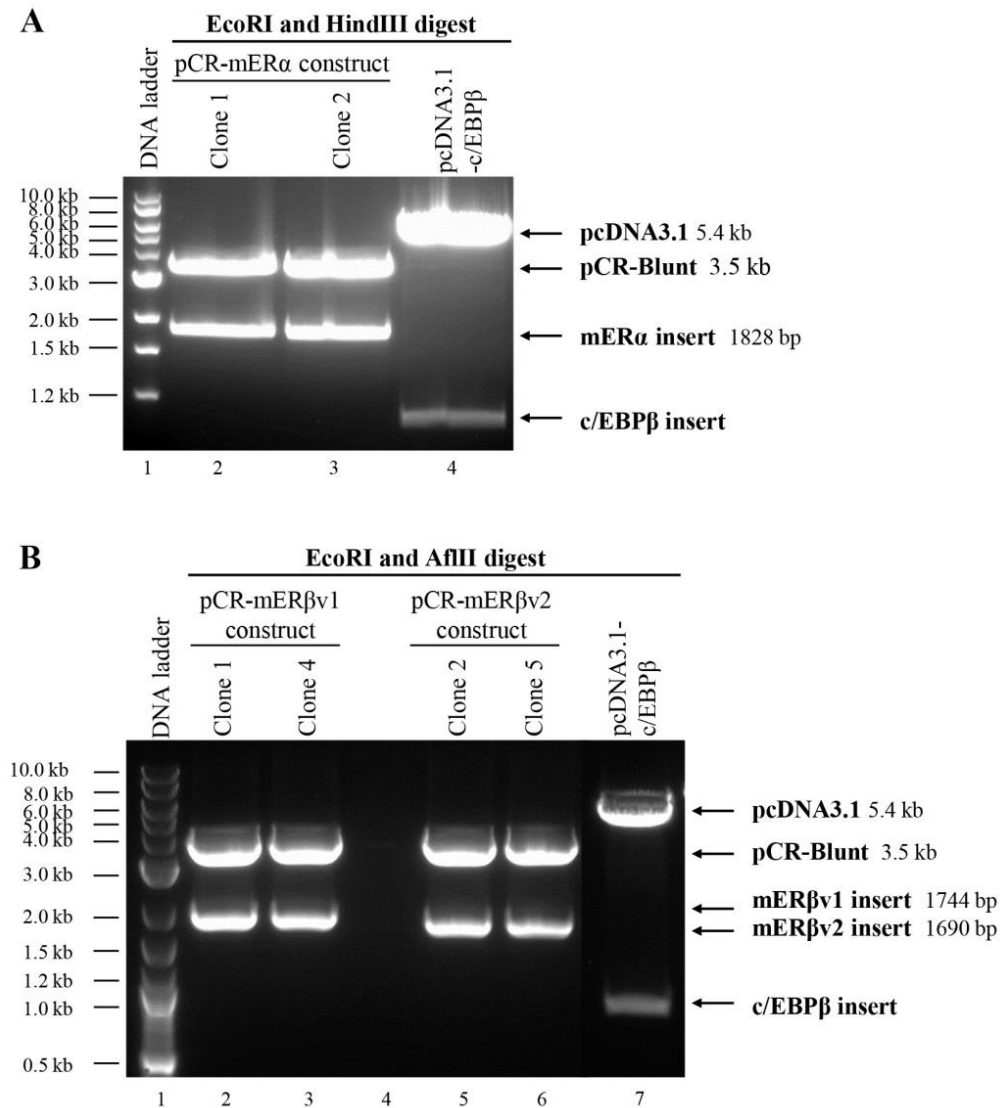 A
EcoRI and HindIII digest
pCR-mERα construct
DNA ladder
Clone 1
Clone 2
pcDNA3.1
-c/EBPβ
10.0 kb
8.0 kb
6.0 kb
5.0 kb
4.0 kb
3.0 kb
2.0 kb
1.5 kb
1.2 kb
pcDNA3.1 5.4 kb
pCR-Blunt 3.5 kb
mERα insert 1828 bp
c/EBPβ insert
1 2 3 4
B
EcoRI and AflII digest
pCR-mERβv1
construct
pCR-mERβv2
construct
DNA ladder
Clone 1
Clone 4
Clone 2
Clone 5
pcDNA3.1-
c/EBPβ
10.0 kb
8.0 kb
6.0 kb
5.0 kb
4.0 kb
3.0 kb
2.0 kb
1.5 kb
1.2 kb
1.0 kb
0.5 kb
pcDNA3.1 5.4 kb
pCR-Blunt 3.5 kb
mERβv1 insert 1744 bp
mERβv2 insert 1690 bp
c/EBPβ insert
1 2 3 4 5 6 7